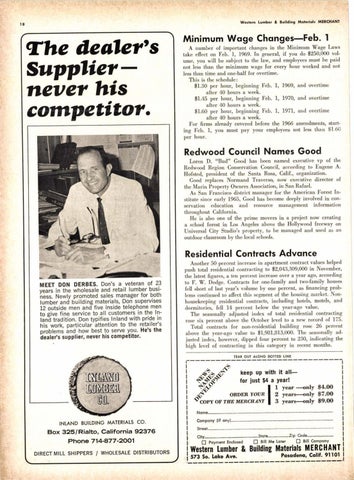 18
Western Lumber & Building Materials MERCHANT
The dealer's
Supplier—
never his
competitor.
MEET DON DERBES. Don's a veteran of 23
years in the wholesale and retail lumber busi-
ness. Newly promoted sales manager for both
lumber and building materials, Don supervises
12 outside men and five inside telephone men
to give fine service to all customers in the In-
land tradition. Don typifies Inland with pride in
his work, particular attention to the retailer's
problems and how best to serve you. He's the
dealer's supplier, never his competitor.
INLAND
LUMBER
CO.
INLAND BUILDING MATERIALS CO.
Box 325/Rialto, California 92376
Phone 714-877-2001
DIRECT MILL SHIPPERS / WHOLESALE DISTRIBUTORS
Minimum Wage Changes—Feb. 1
A number of important changes in the Minimum Wage Laws
take effect on Feb. 1, 1969. In general, if you do $250,000 vol-
ume, you will be subject to the law, and employees must be paid
not less than the minimum wage for every hour worked and not
less than time and one-half for overtime.
This is the schedule:
$1.30 per hour, beginning Feb. 1, 1969, and overtime
after 40 hours a week.
$1.45 per hour, beginning Feb. 1, 1970, and overtime
after 40 hours a week.
$1.60 per hour, beginning Feb. 1, 1971, and overtime
after 40 hours a week.
For firms already covered before the 1966 amendments, start-
ing Feb. 1, you must pay your employees not less than $1.60
per hour.
Redwood Council Names Good
Loren D. "Bud" Good has been named executive vp of the
Redwood Region Conservation Council, according to Eugene A.
Hofsted, president of the Santa Rosa, Calif., organization.
Good replaces Normand Traverso, now executive director of
the Marin Property Owners Association, in San Rafael.
As San Francisco district manager for the American Forest In-
stitute since early 1965, Good has become deeply involved in con-
servation education and resource management information
throughout California.
He is also one of the prime movers in a project now creating
a school forest in Los Angeles above the Hollywood freeway on
Universal City Studio's property, to be managed and used as an
outdoor classroom by the local schools.
Residential Contracts Advance
Another 50 percent increase in apartment contract values helped
push total residential contracting to $2,043,309,000 in November,
the latest figures, a ten percent increase over a year ago, according
to F. W. Dodge. Contracts for one-family and two-family houses
fell short of last year's volume by one percent, as financing prob-
lems continued to affect this segment of the housing market. Non-
housekeeping residential contracts, including hotels, motels, and
dormitories, fell 13 percent below the year-ago value.
The seasonally adjusted index of total residential contracting
rose six percent above the October level to a new record of 175.
Total contracts for non-residential building rose 26 percent
above the year-ago value to $1,981,813,000. The seasonally ad-
justed index, however, dipped four percent to 230, indicating the
high level of contracting in this category in recent months.
TEAR OUT ALONG DOTTED LINE
NEWS
VIEWS
NEW
DEVELOPMENTS
keep up with it all—
for just $4 a year!
ORDER YOUR
COPY OF THE MERCHANT
1 year—only $4.00
2 years—only $7.00
3 years—only $9.00
Name
Company (if any)
Street
City State Zip Code
Payment Enclosed Bill Me Later Bill Company
Western Lumber & Building Materials MERCHANT
573 So. Lake Ave. Pasadena, Calif. 91101